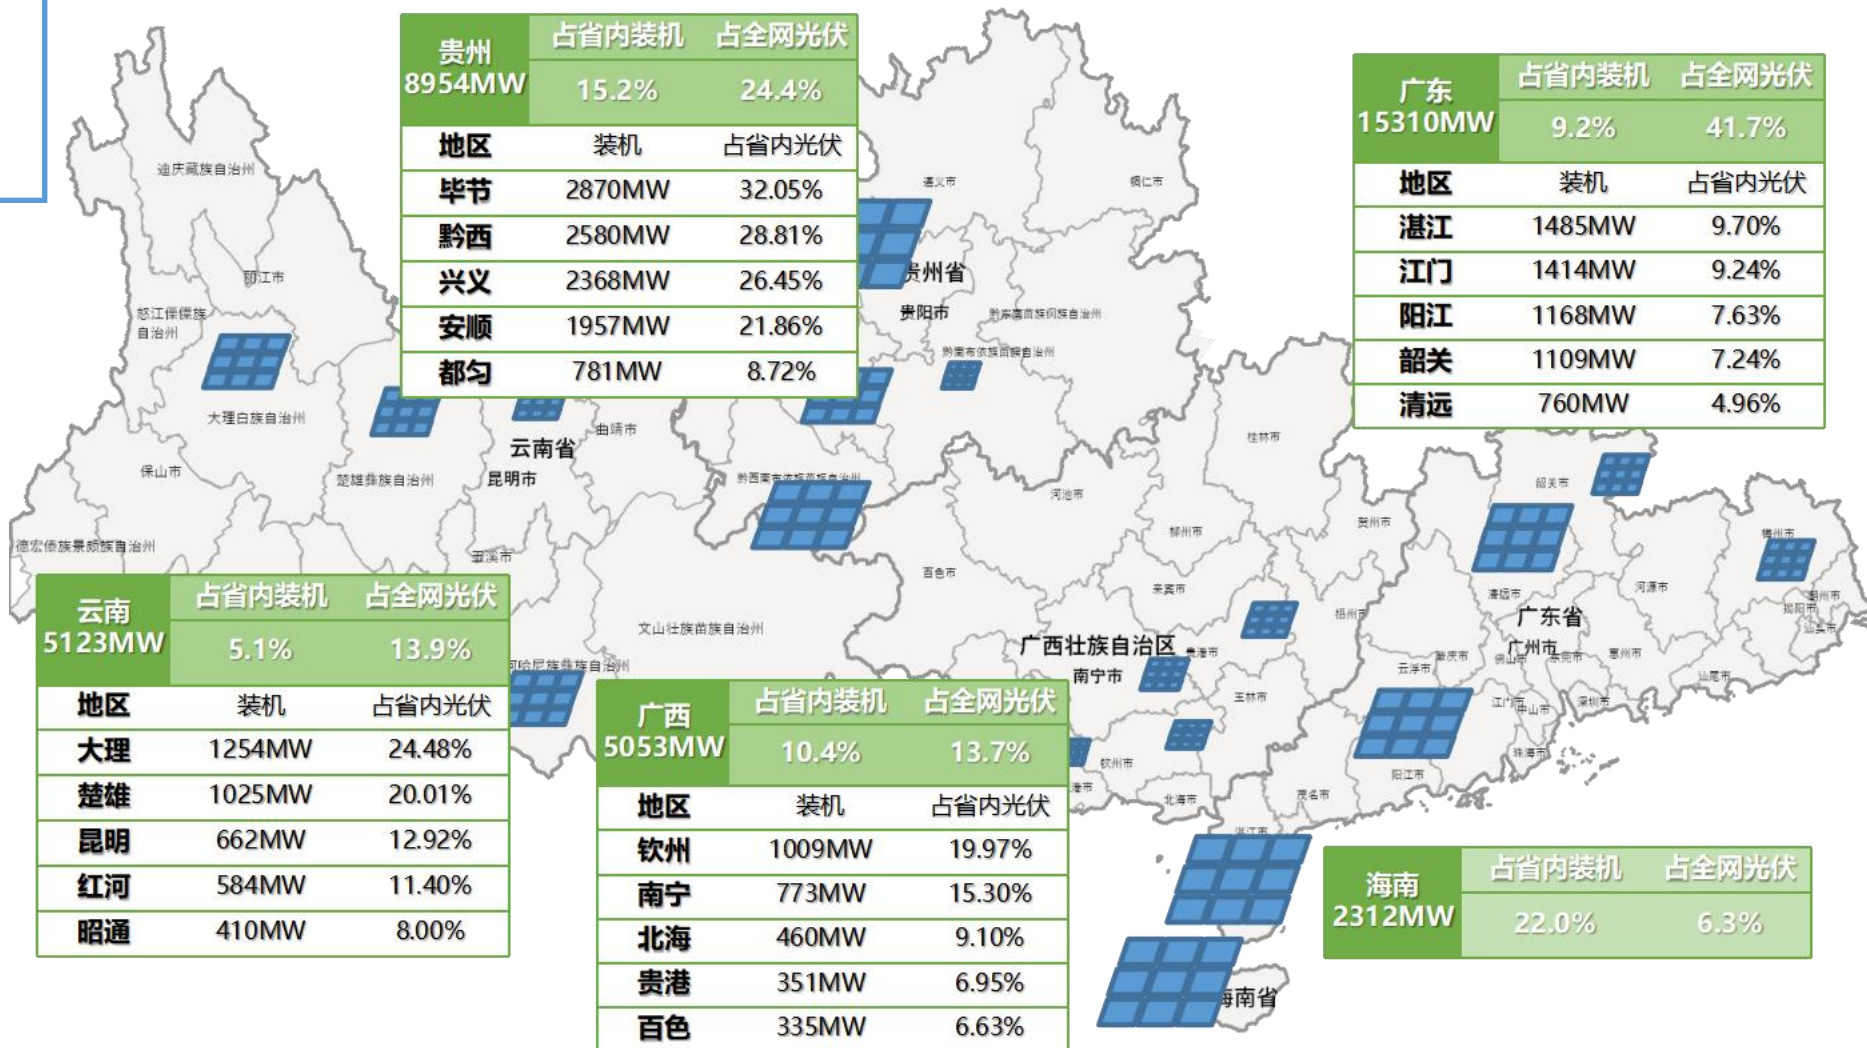 贵州
8954MW
占省内装机 占全网光伏
15.2% 24.4%
地区 装机 占省内光伏
毕节 2870MW 32.05%
黔西 2580MW 28.81%
兴义 2368MW 26.45%
安顺 1957MW 21.86%
都匀 781MW 8.72%
广东
15310MW
占省内装机 占全网光伏
9.2% 41.7%
地区 装机 占省内光伏
湛江 1485MW 9.70%
江门 1414MW 9.24%
阳江 1168MW 7.63%
韶关 1109MW 7.24%
清远 760MW 4.96%
云南
5123MW
占省内装机 占全网光伏
5.1% 13.9%
地区 装机 占省内光伏
大理 1254MW 24.48%
楚雄 1025MW 20.01%
昆明 662MW 12.92%
红河 584MW 11.40%
昭通 410MW 8.00%
广西
5053MW
占省内装机 占全网光伏
10.4% 13.7%
地区 装机 占省内光伏
钦州 1009MW 19.97%
南宁 773MW 15.30%
北海 460MW 9.10%
贵港 351MW 6.95%
百色 335MW 6.63%
海南
2312MW
占省内装机 占全网光伏
22.0% 6.3%
迪庆藏族自治州
丽江市
怒江傈僳族
自治州
大理白族自治州
保山市
楚雄彝族自治州
德宏傣族景颇族自治州
云南省
昆明市
曲靖市
玉溪市
文山壮族苗族自治州
哈尼族彝族自治州
遵义市
铜仁市
贵州省
贵阳市
黔东南苗族侗族自治州
黔南布依族苗族自治州
黔西南布依族苗族自治州
桂林市
河池市
柳州市
贺州市
百色市
来宾市
梧州市
广西壮族自治区
贵港市
南宁市
玉林市
钦州市
港市
北海市
韶关市
梅州市
清远市
河源市
潮州市
揭阳市
汕头市
广东省
广州市
肇庆市
佛山市
东莞市
惠州市
云浮市
汕尾市
江门市
中山市
深圳市
珠海市
阳江市
茂名市
湛江市
海南省